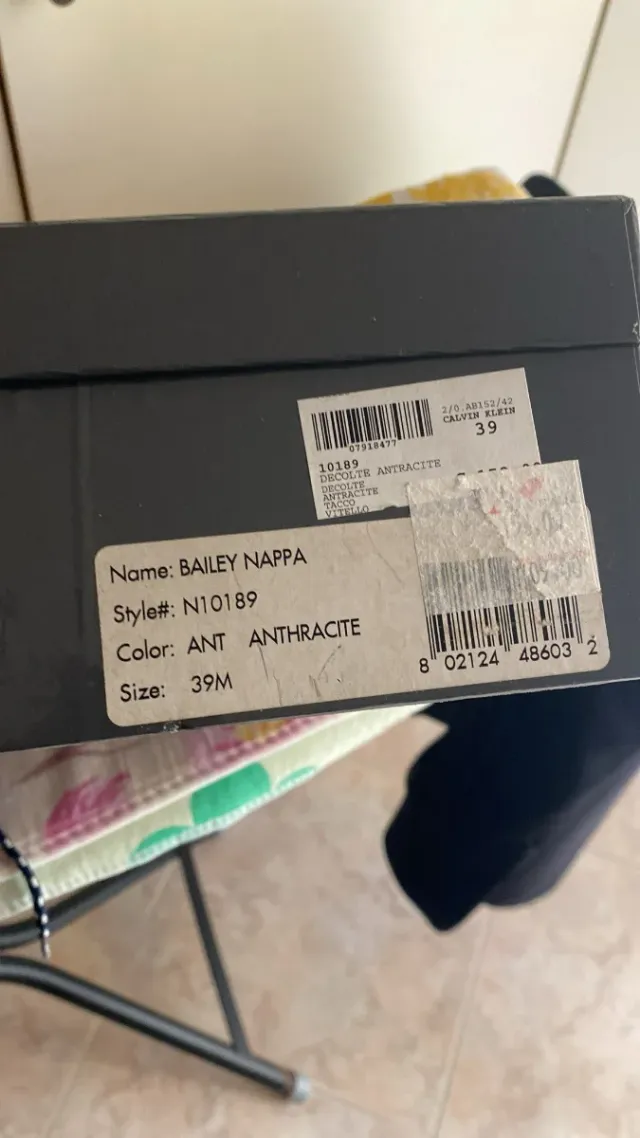 2/0.AB152/42
CALVIN KLEIN
39
07918477
10189
DECOLTE ANTRACITE
DECOLTE
ANTRACITE
TACCO
VITELLO
Name: BAILEY NAPPA
Style#: N10189
Color: ANT ANTHRACITE
Size: 39M
8 02124 48603 2